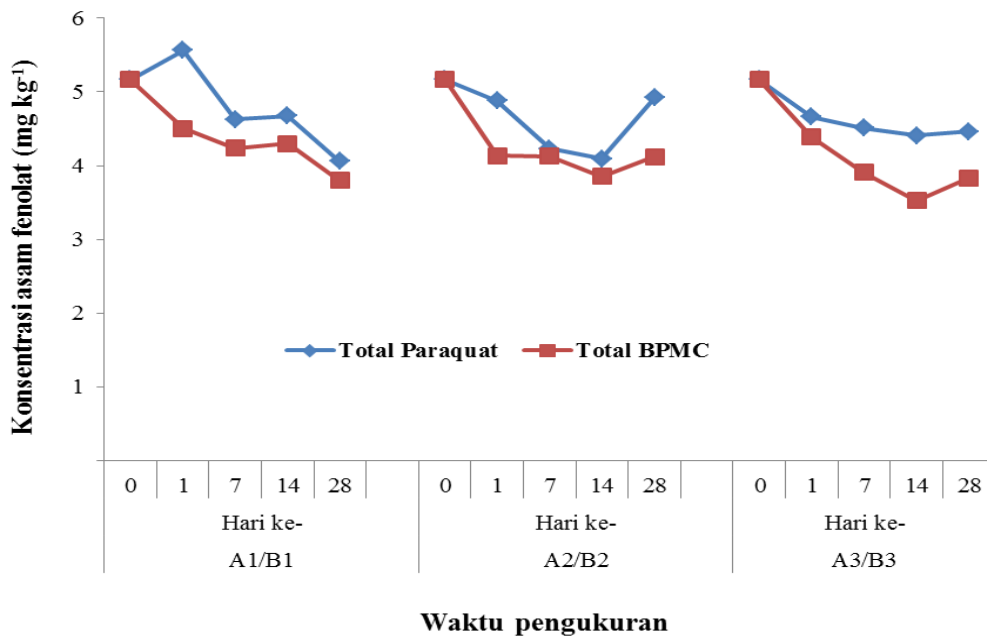 Konsentrasi asam fenolat (mg kg-1)
6
5
4
3
2
1
Total Paraquat Total BPMC
0 1 7 14 28 0 1 7 14 28 0 1 7 14 28
Hari ke- Hari ke- Hari ke-
A1/B1 A2/B2 A3/B3
Waktu pengukuran